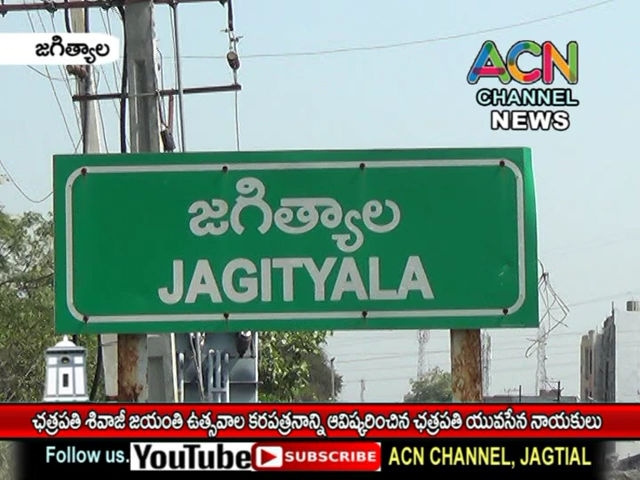 జగిత్యాల
ACN
CHANNEL
NEWS
జగిత్యాల
JAGITYALA
ఛత్రపతి శివాజీ జయంతి ఉత్సవాల కరపత్రనాన్ని ఆవిష్కరించిన ఛత్రపతి యువసేన నాయకులు
Follow us. YouTube SUBSCRIBE ACN CHANNEL, JAGTIAL